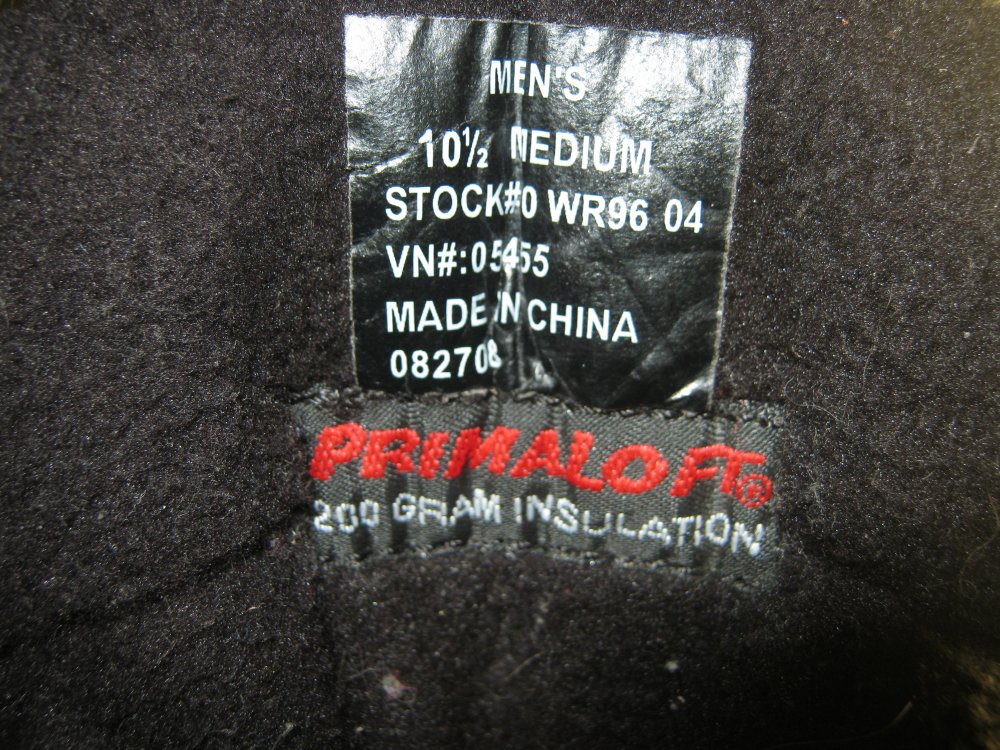 MEN'S
10½ MEDIUM
STOCK#0 WR96 04
VN#:05455
MADE IN CHINA
082708
PRIMALOFT®
200 GRAM INSULATION